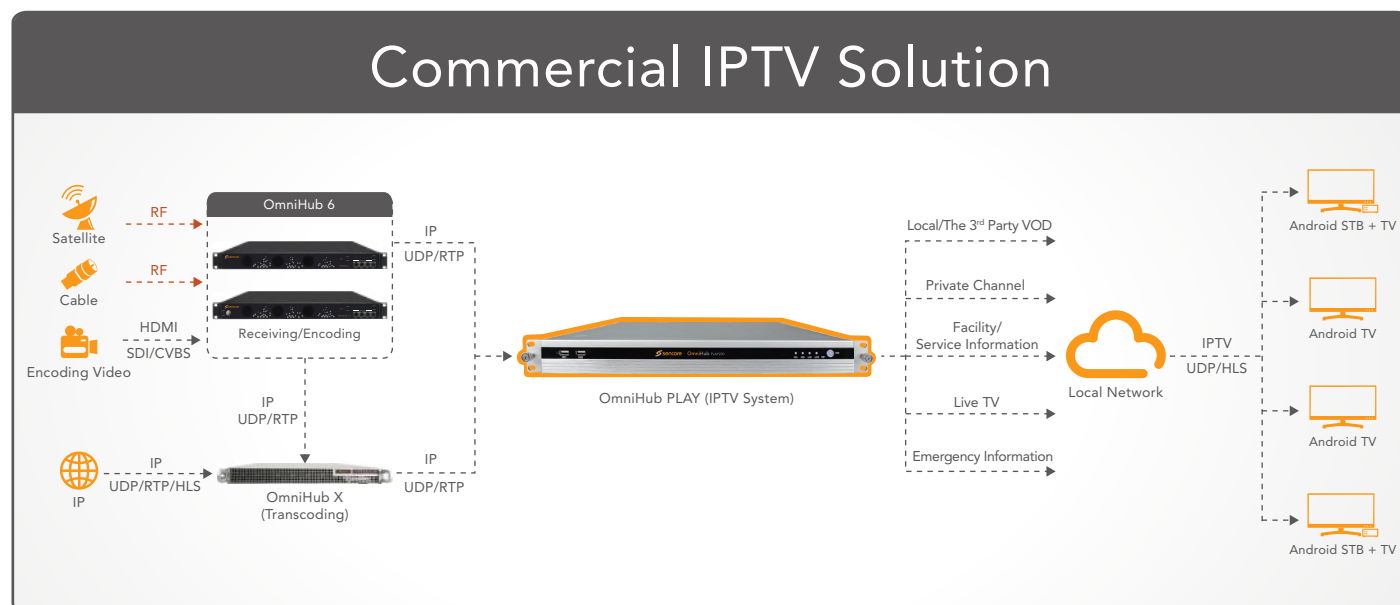 Commercial IPTV Solution
OmniHub 6
RF
Satellite
RF
Cable
HDMI
SDI/CVBS
Encoding Video
Receiving/Encoding
IP
UDP/RTP
IP
UDP/RTP
IP
IP
UDP/RTP/HLS
OmniHub X
(Transcoding)
IP
UDP/RTP
sencore OmniHub
OmniHub PLAY (IPTV System)
Local/The 3rd Party VOD
Private Channel
Facility/
Service Information
Live TV
Emergency Information
Local Network
IPTV
UDP/HLS
Android STB + TV
Android TV
Android TV
Android STB + TV